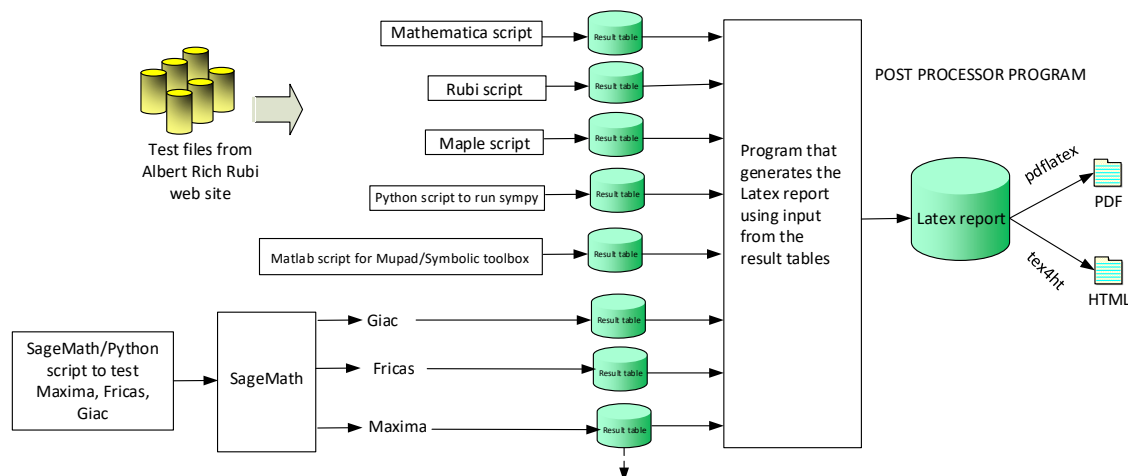 Mathematica script
Result table
Rubi script
Result table
POST PROCESSOR PROGRAM
Test files from
Albert Rich Rubi
web site
Maple script
Result table
Program that
generates the
Latex report
using input
from the
result tables
Python script to run sympy
Result table
Latex report
pdflatex
PDF
tex4ht
HTML
Matlab script for Mupad/Symbolic toolbox
Result table
SageMath/Python
script to test
Maxima, Fricas,
Giac
SageMath
Giac
Result table
Fricas
Result table
Maxima
Result table